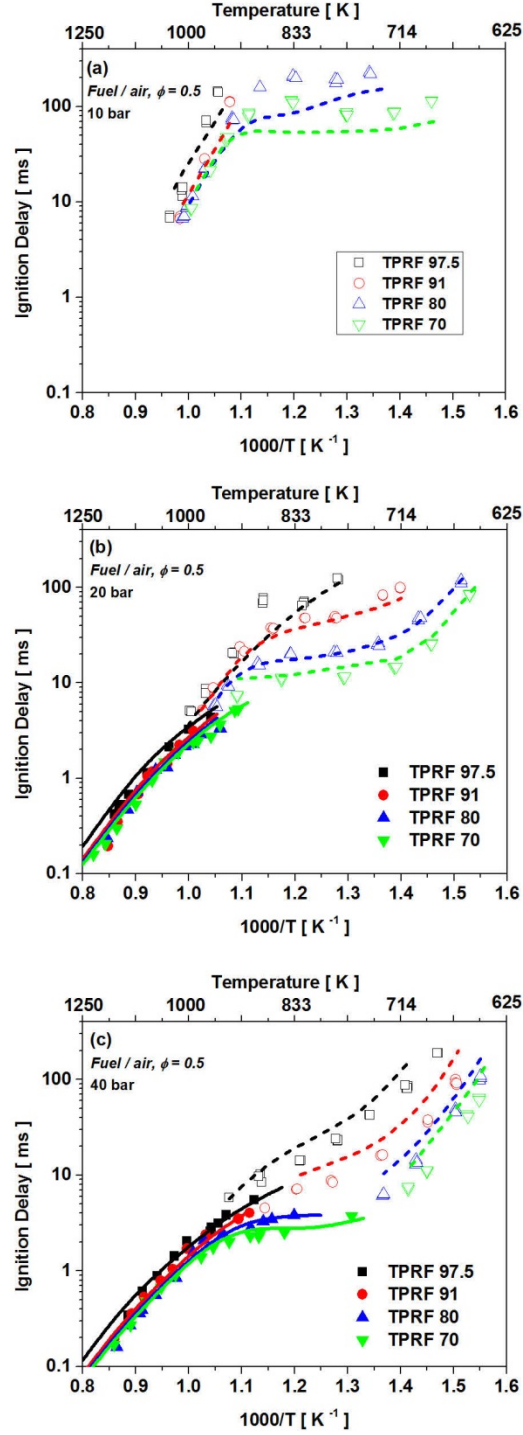 Temperature [ K ]
1250 1000 833 714 625
(a)
Fuel / air, ϕ = 0.5
10 bar
Ignition Delay [ ms ]
100
10
1
0.1
TPRF 97.5
TPRF 91
TPRF 80
TPRF 70
0.8 0.9 1.0 1.1 1.2 1.3 1.4 1.5 1.6
1000/T [ K⁻¹ ]
Temperature [ K ]
1250 1000 833 714 625
(b)
Fuel / air, ϕ = 0.5
20 bar
Ignition Delay [ ms ]
100
10
1
0.1
TPRF 97.5
TPRF 91
TPRF 80
TPRF 70
0.8 0.9 1.0 1.1 1.2 1.3 1.4 1.5 1.6
1000/T [ K⁻¹ ]
Temperature [ K ]
1250 1000 833 714 625
(c)
Fuel / air, ϕ = 0.5
40 bar
Ignition Delay [ ms ]
100
10
1
0.1
TPRF 97.5
TPRF 91
TPRF 80
TPRF 70
0.8 0.9 1.0 1.1 1.2 1.3 1.4 1.5 1.6
1000/T [ K⁻¹ ]